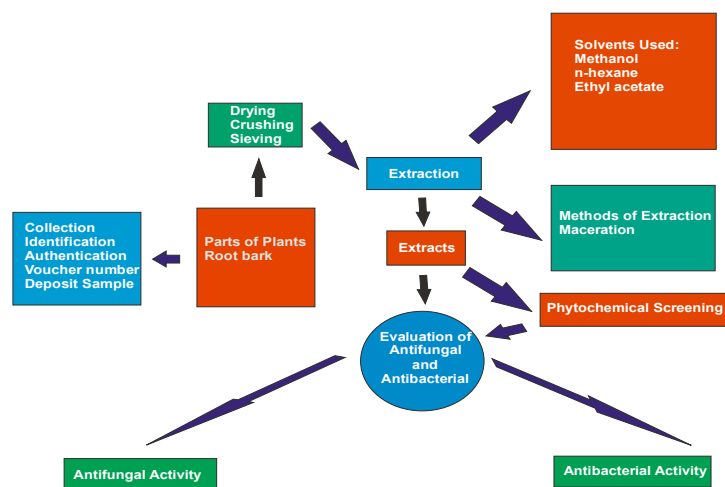 Solvents Used:
Methanol
n-hexane
Ethyl acetate
Drying
Crushing
Sieving
Extraction
Collection
Identification
Authentication
Voucher number
Deposit Sample
Parts of Plants
Root bark
Methods of Extraction
Maceration
Extracts
Phytochemical Screening
Evaluation of
Antifungal
and
Antibacterial
Antifungal Activity
Antibacterial Activity